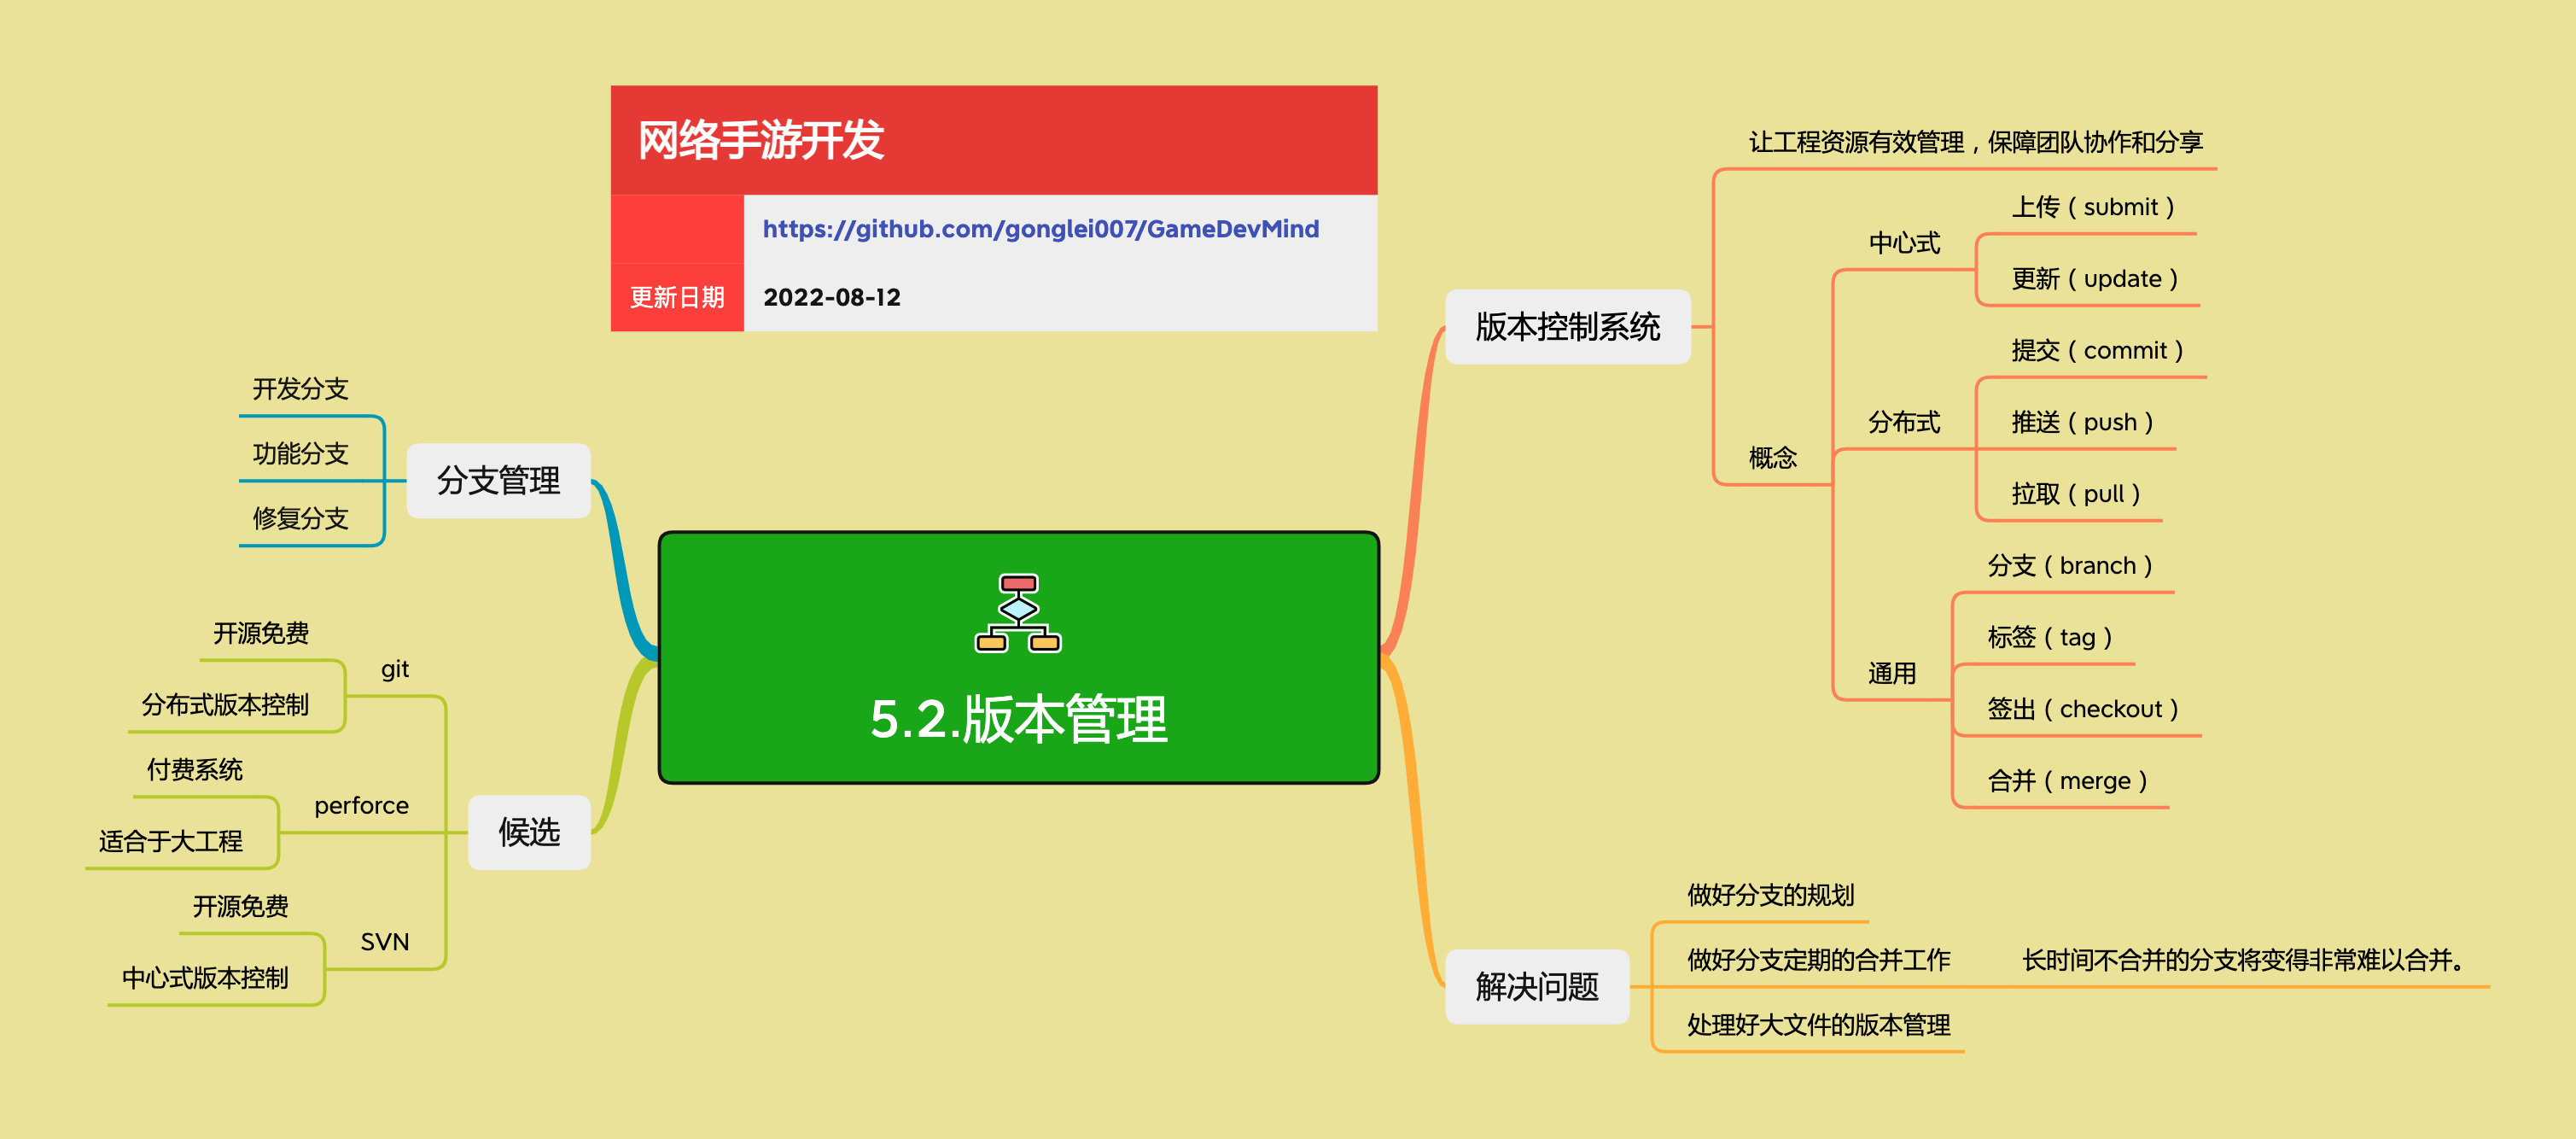 网络手游开发
https://github.com/gonglei007/GameDevMind
更新日期
2022-08-12
5.2.版本管理
版本控制系统
让工程资源有效管理，保障团队协作和分享
概念
中心式
上传（submit）
更新（update）
分布式
提交（commit）
推送（push）
拉取（pull）
通用
分支（branch）
标签（tag）
签出（checkout）
合并（merge）
解决问题
做好分支的规划
做好分支定期的合并工作
长时间不合并的分支将变得非常难以合并。
处理好大文件的版本管理
分支管理
开发分支
功能分支
修复分支
候选
git
开源免费
分布式版本控制
perforce
付费系统
适合于大工程
SVN
开源免费
中心式版本控制